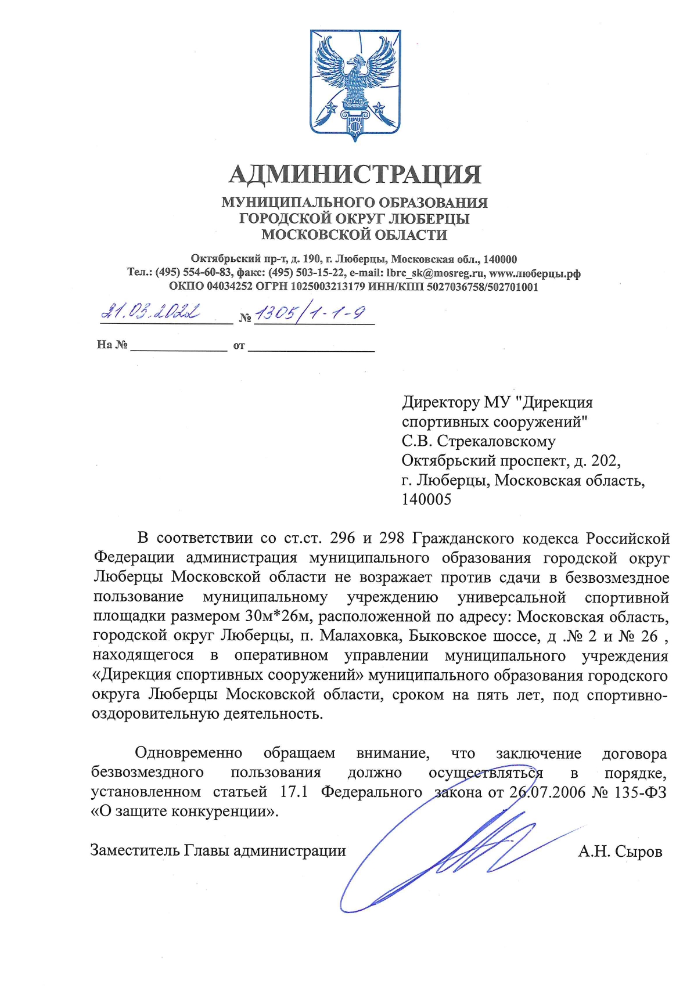 АДМИНИСТРАЦИЯ
МУНИЦИПАЛЬНОГО ОБРАЗОВАНИЯ
ГОРОДСКОЙ ОКРУГ ЛЮБЕРЦЫ
МОСКОВСКОЙ ОБЛАСТИ
Октябрьский пр-т, д. 190, г. Люберцы, Московская обл., 140000
Тел.: (495) 554-60-83, факс: (495) 503-15-22, e-mail: lbrc_sk@mosreg.ru, www.люберцы.рф
ОКПО 04034252 ОГРН 1025003213179 ИНН/КПП 5027036758/502701001
21.03.2022 № 1305/1-1-9
На № ________________ от ____________________
Директору МУ "Дирекция
спортивных сооружений"
С.В. Стрекаловскому
Октябрьский проспект, д. 202,
г. Люберцы, Московская область,
140005
В соответствии со ст.ст. 296 и 298 Гражданского кодекса Российской
Федерации администрация муниципального образования городской округ
Люберцы Московской области не возражает против сдачи в безвозмездное
пользование муниципальному учреждению универсальной спортивной
площадки размером 30м*26м, расположенной по адресу: Московская область,
городской округ Люберцы, п. Малаховка, Быковское шоссе, д .№ 2 и № 26 ,
находящегося в оперативном управлении муниципального учреждения
«Дирекция спортивных сооружений» муниципального образования городского
округа Люберцы Московской области, сроком на пять лет, под спортивно-
оздоровительную деятельность.
Одновременно обращаем внимание, что заключение договора
безвозмездного пользования должно осуществляться в порядке,
установленном статьей 17.1 Федерального закона от 26.07.2006 № 135-ФЗ
«О защите конкуренции».
Заместитель Главы администрации А.Н. Сыров